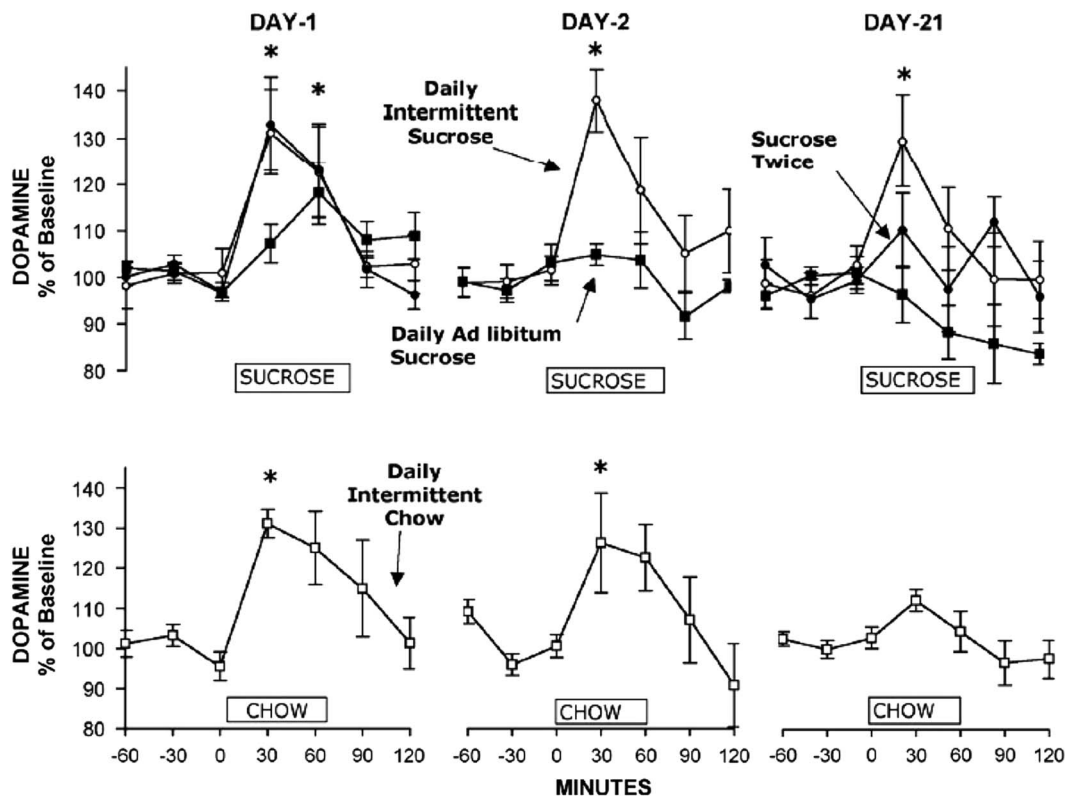 DAY-1
DAY-2
DAY-21
*
*
*
*
140
130
120
110
100
90
80
DOPAMINE
% of Baseline
Daily
Intermittent
Sucrose
Sucrose
Twice
Daily Ad libitum
Sucrose
SUCROSE
SUCROSE
SUCROSE
*
*
140
130
120
110
100
90
80
DOPAMINE
% of Baseline
Daily
Intermittent
Chow
CHOW
CHOW
CHOW
-60 -30 0 30 60 90 120
-60 -30 0 30 60 90 120
-60 -30 0 30 60 90 120
MINUTES